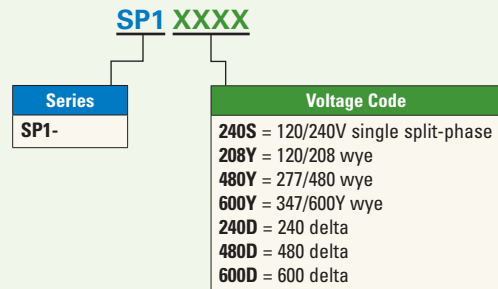 SP1 XXXX
Series
SP1-
Voltage Code
240S = 120/240V single split-phase
208Y = 120/208 wye
480Y = 277/480 wye
600Y = 347/600Y wye
240D = 240 delta
480D = 480 delta
600D = 600 delta